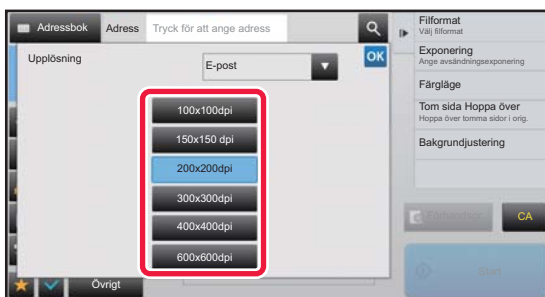 Adressbok
Adress
Tryck för att ange adress
Upplösning
E-post
OK
100x100dpi
150x150 dpi
200x200dpi
300x300dpi
400x400dpi
600x600dpi
Övrigt
Filformat
Välj filformat
Exponering
Ange avsändningsexponering
Färgläge
Tom sida Hoppa över
Hoppa över tomma sidor i orig.
Bakgrundjustering
CA
Start